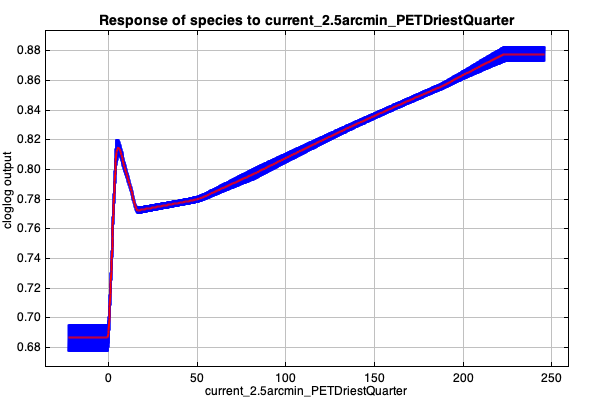 Response of species to current_2.5arcmin_PETDriestQuarter
cloglog output
0.88
0.86
0.84
0.82
0.80
0.78
0.76
0.74
0.72
0.70
0.68
0 50 100 150 200 250
current_2.5arcmin_PETDriestQuarter